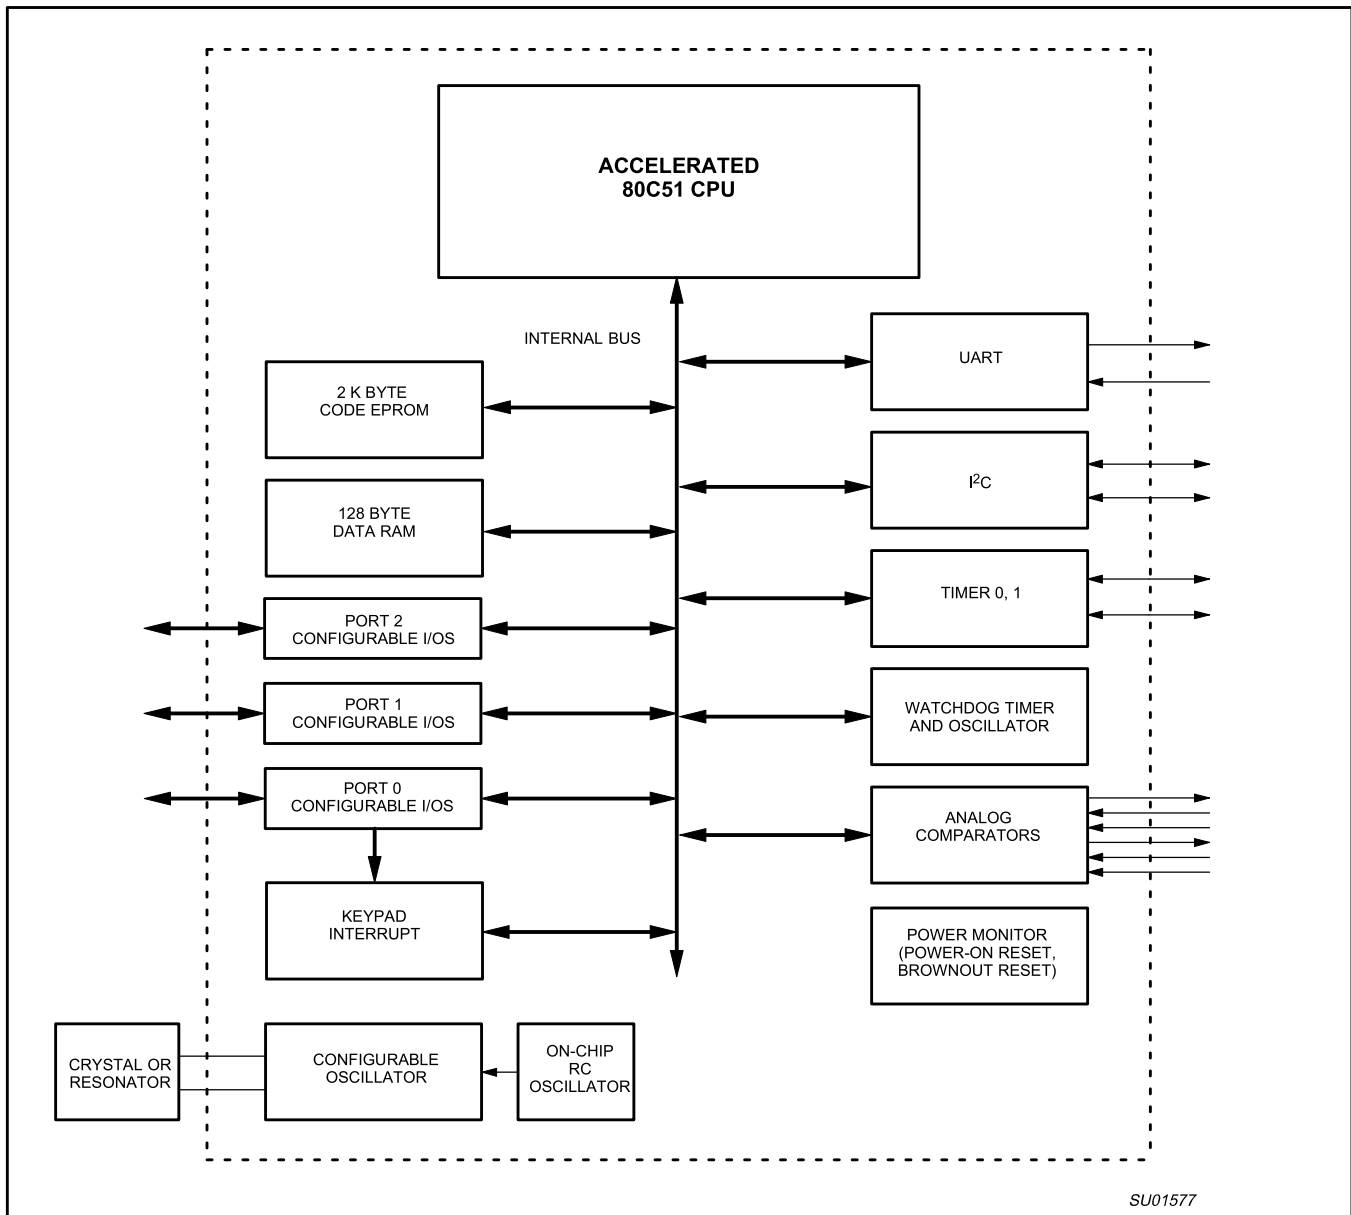 ACCELERATED
80C51 CPU
INTERNAL BUS
UART
2 K BYTE
CODE EPROM
I²C
128 BYTE
DATA RAM
TIMER 0, 1
PORT 2
CONFIGURABLE I/OS
PORT 1
CONFIGURABLE I/OS
WATCHDOG TIMER
AND OSCILLATOR
PORT 0
CONFIGURABLE I/OS
ANALOG
COMPARATORS
KEYPAD
INTERRUPT
POWER MONITOR
(POWER-ON RESET,
BROWNOUT RESET)
CRYSTAL OR
RESONATOR
CONFIGURABLE
OSCILLATOR
ON-CHIP
RC
OSCILLATOR
SU01577